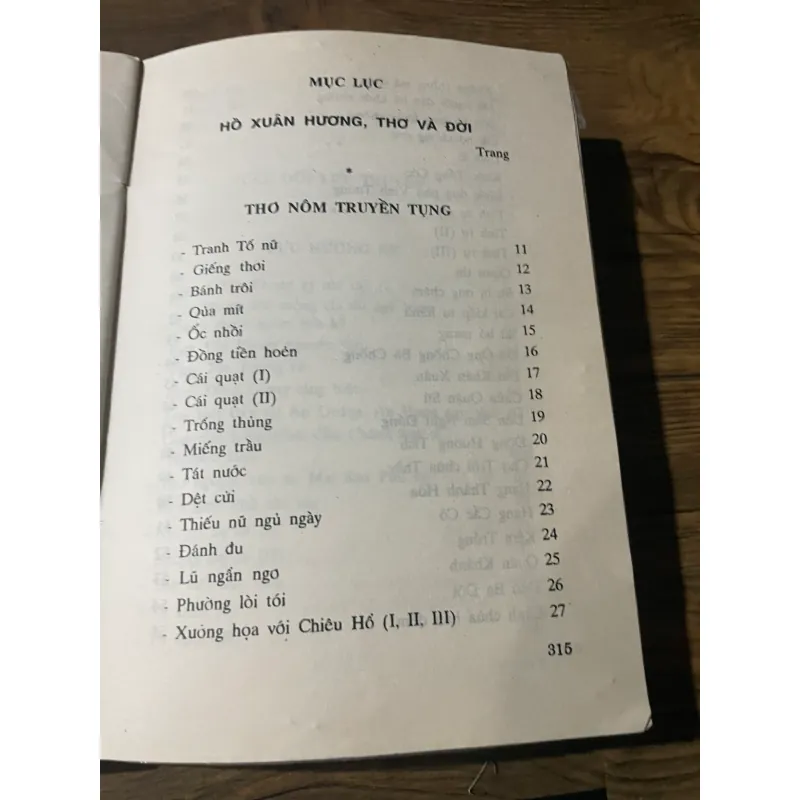 MỤC LỤC
HỒ XUÂN HƯƠNG, THƠ VÀ ĐỜI
Trang
*
THƠ NÔM TRUYỀN TỤNG
- Tranh Tố nữ 11
- Giếng thơi 12
- Bánh trôi 13
- Qủa mít 14
- Ốc nhồi 15
- Đồng tiền hoẻn 16
- Cái quạt (I) 17
- Cái quạt (II) 18
- Trống thủng 19
- Miếng trầu 20
- Tát nước 21
- Dệt cửi 22
- Thiếu nữ ngủ ngày 23
- Đánh đu 24
- Lũ ngẩn ngơ 25
- Phường lòi tói 26
- Xướng họa với Chiêu Hổ (I, II, III) 27
315